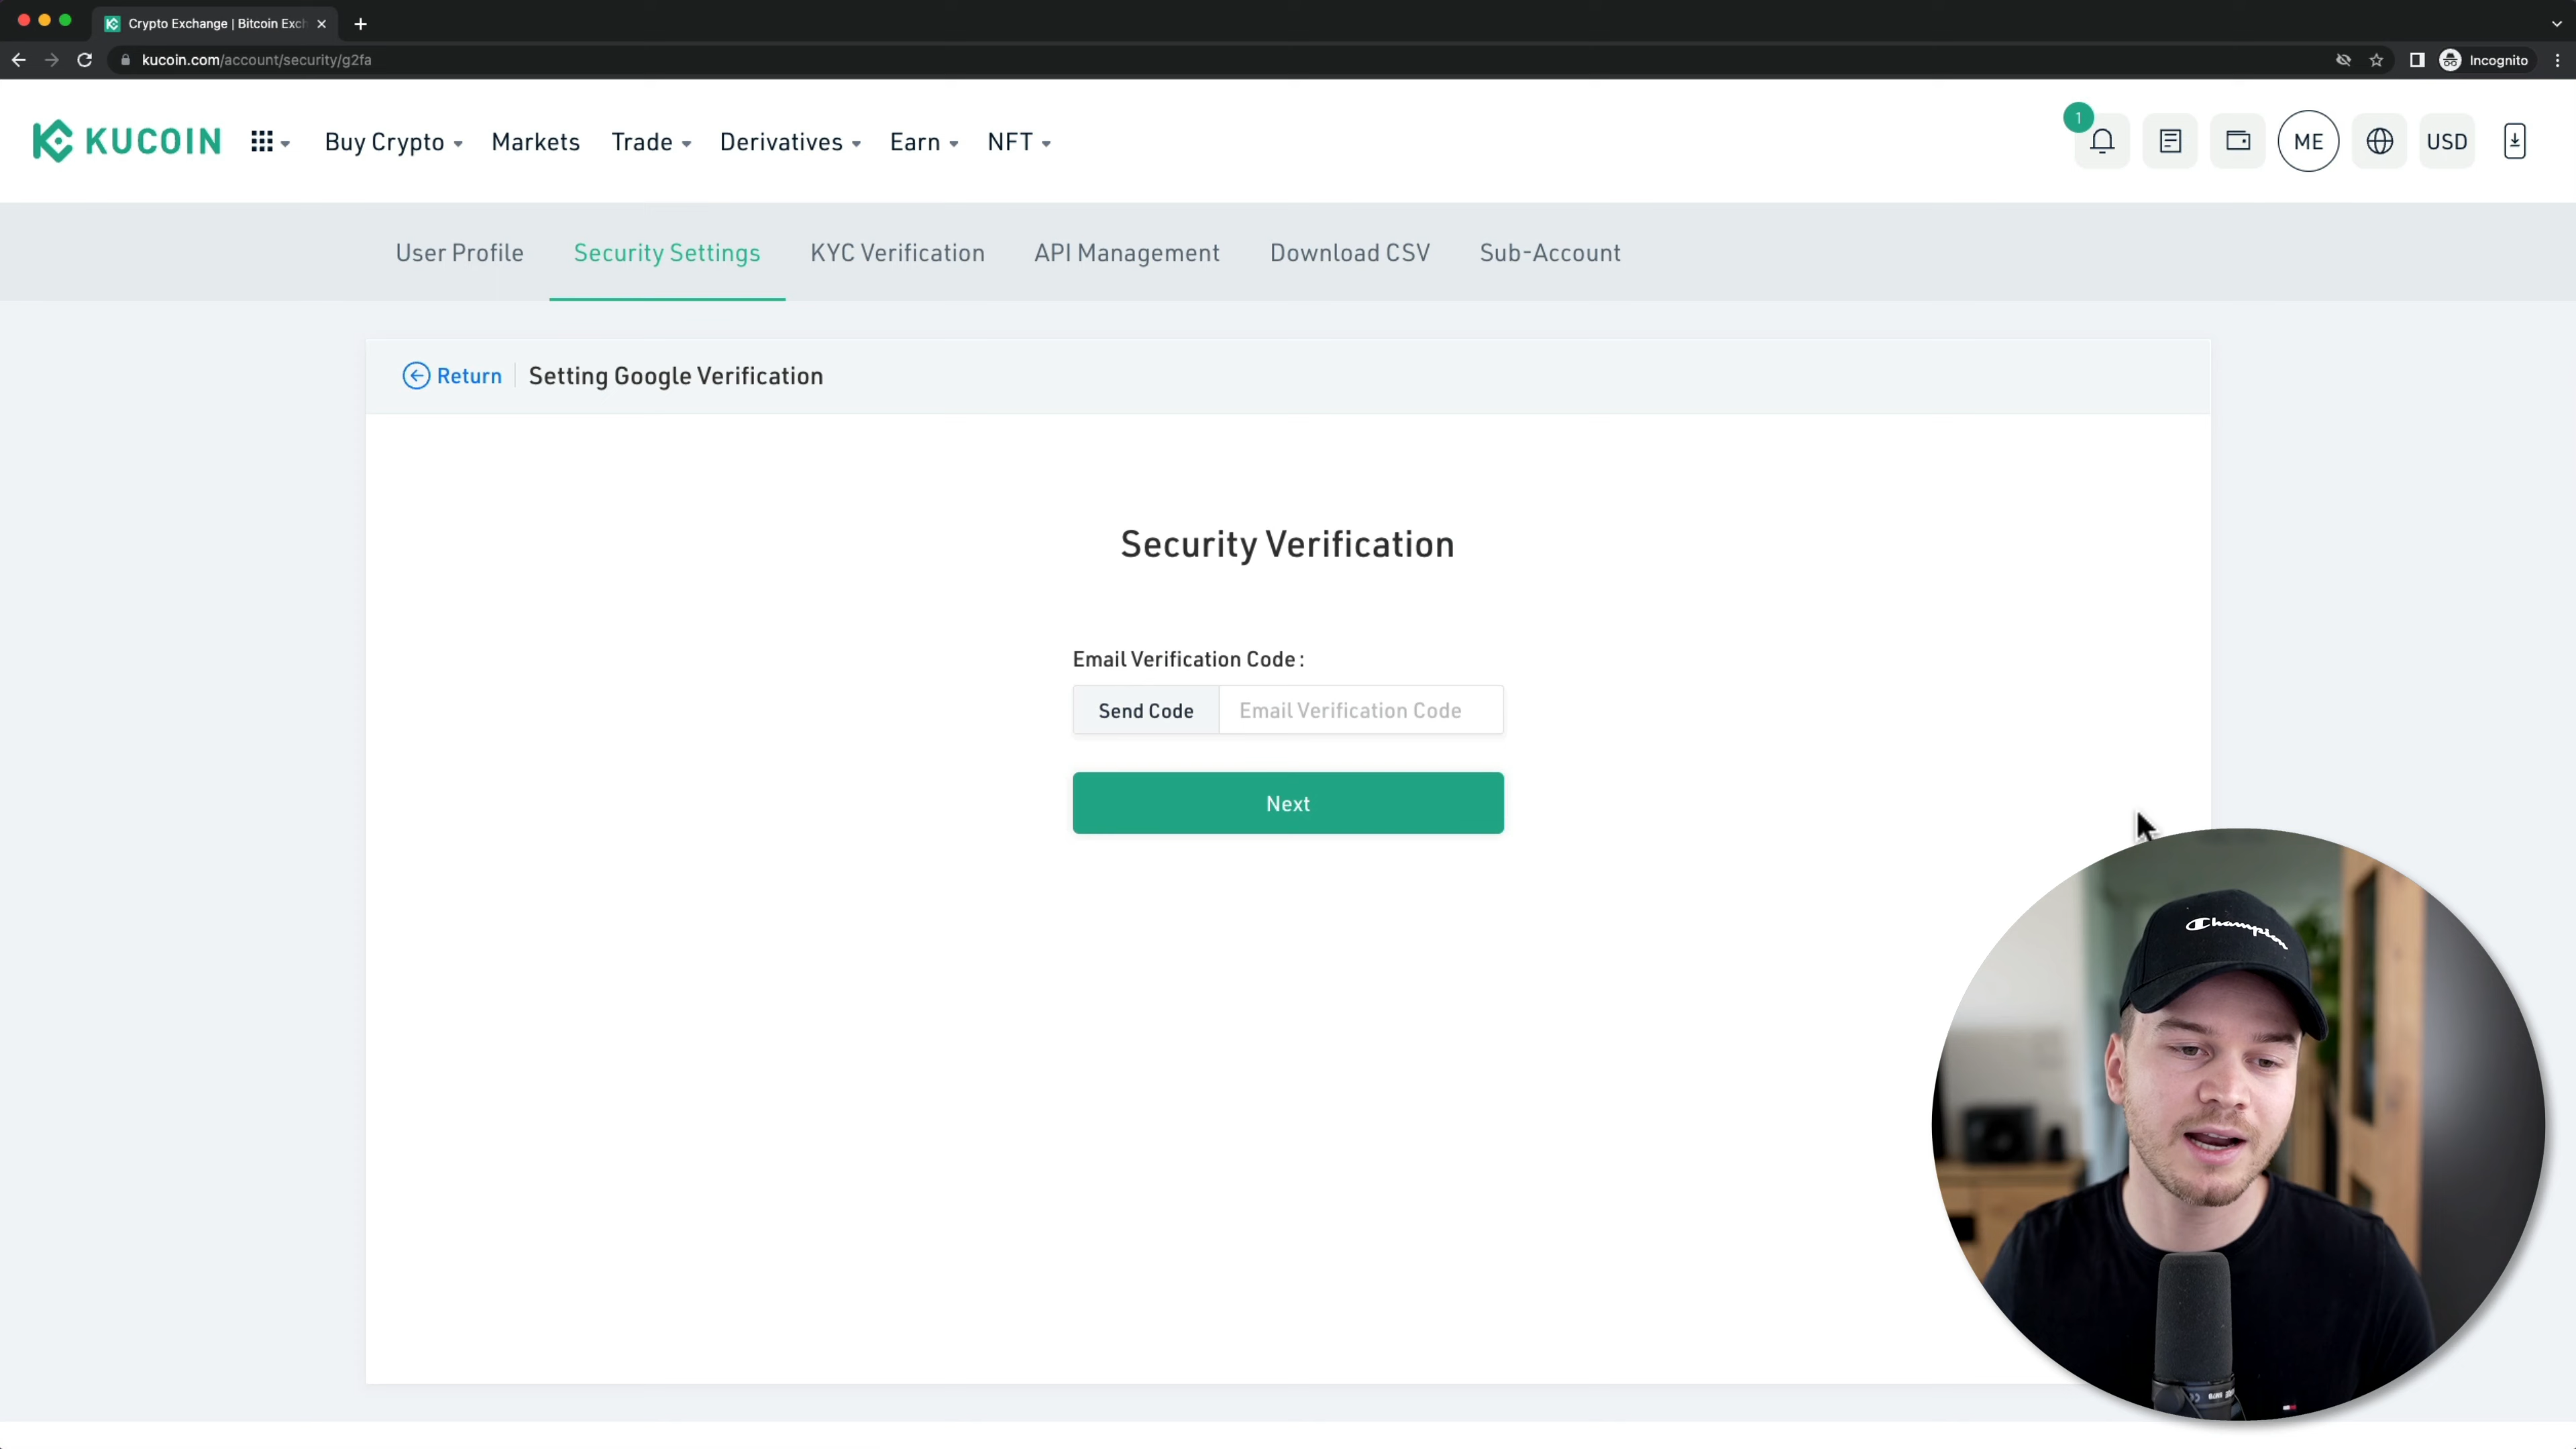 Crypto Exchange | Bitcoin Exch
kucoin.com/account/security/g2fa
Incognito
KUCOIN
Buy Crypto
Markets
Trade
Derivatives
Earn
NFT
1
ME
USD
User Profile
Security Settings
KYC Verification
API Management
Download CSV
Sub-Account
Return
Setting Google Verification
Security Verification
Email Verification Code :
Send Code
Email Verification Code
Next
Champion